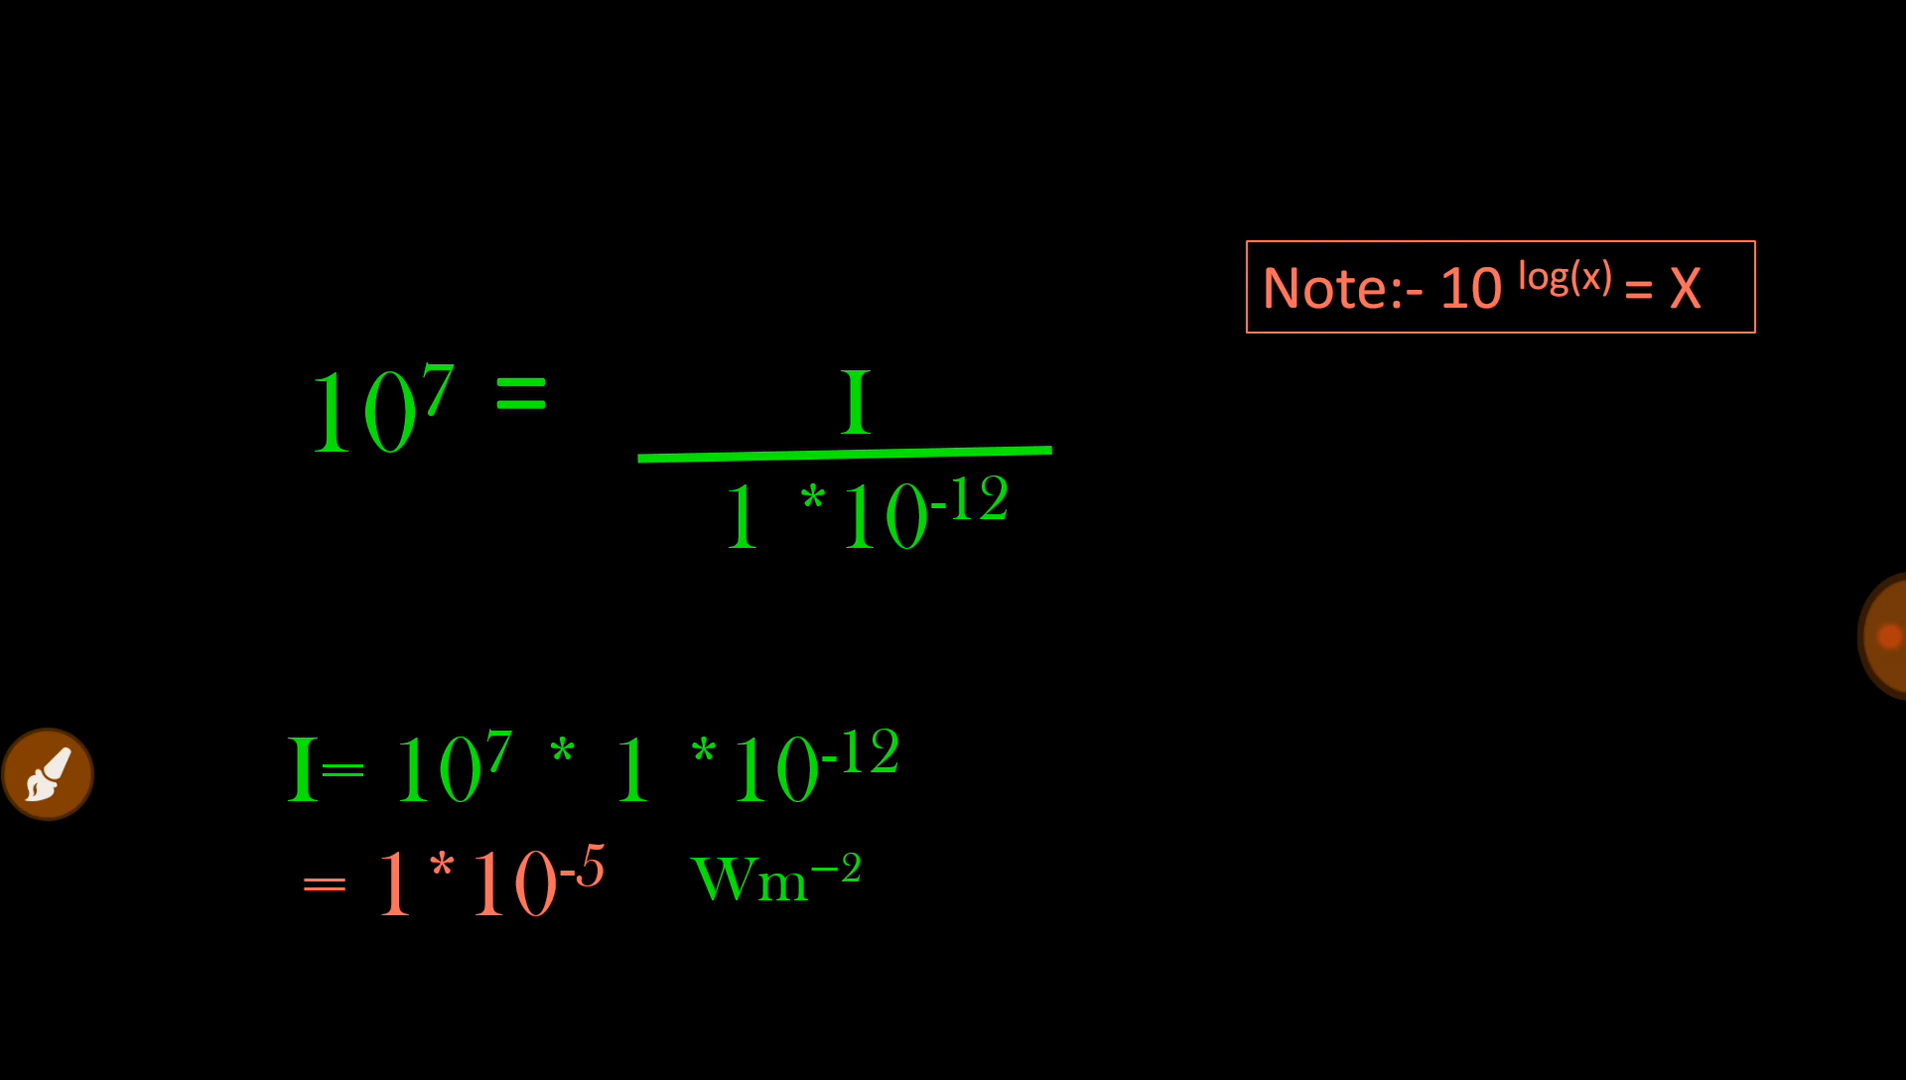 Note:- 10 ^log(x) = X
10⁷ =
I
1 *10⁻¹²
I= 10⁷ * 1 *10⁻¹²
= 1*10⁻⁵ Wm⁻²